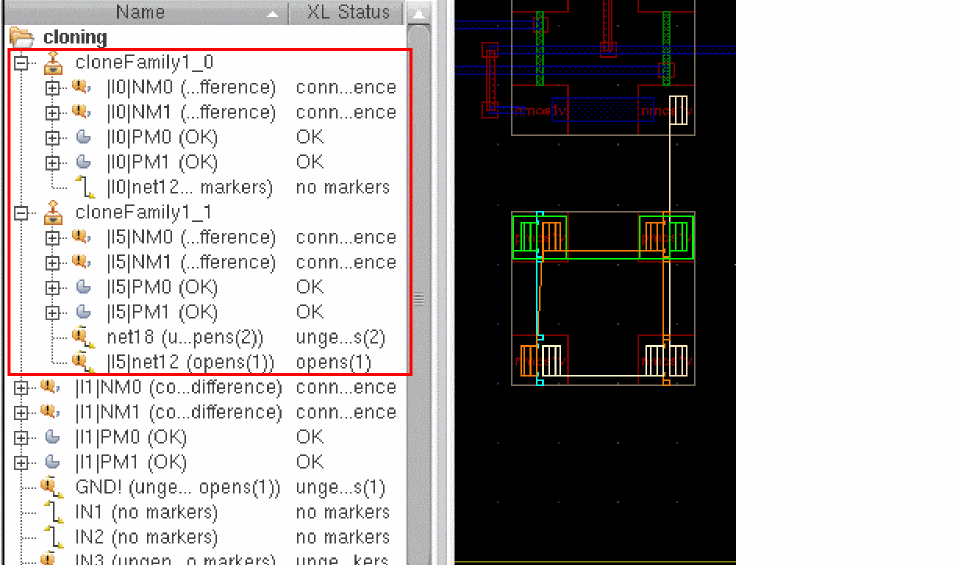 Name XL Status
cloning
cloneFamily1_0
|I0|NM0 (...fference) conn...ence
|I0|NM1 (...fference) conn...ence
|I0|PM0 (OK) OK
|I0|PM1 (OK) OK
|I0|net12... markers) no markers
cloneFamily1_1
|I5|NM0 (...fference) conn...ence
|I5|NM1 (...fference) conn...ence
|I5|PM0 (OK) OK
|I5|PM1 (OK) OK
net18 (u...pens(2)) unge...s(2)
|I5|net12 (opens(1)) opens(1)
|I1|NM0 (co...difference) conn...ence
|I1|NM1 (co...difference) conn...ence
|I1|PM0 (OK) OK
|I1|PM1 (OK) OK
GND! (unge... opens(1)) unge...s(1)
IN1 (no markers) no markers
IN2 (no markers) no markers
IN3 (ungen...o markers) unge...kers
nmos1v